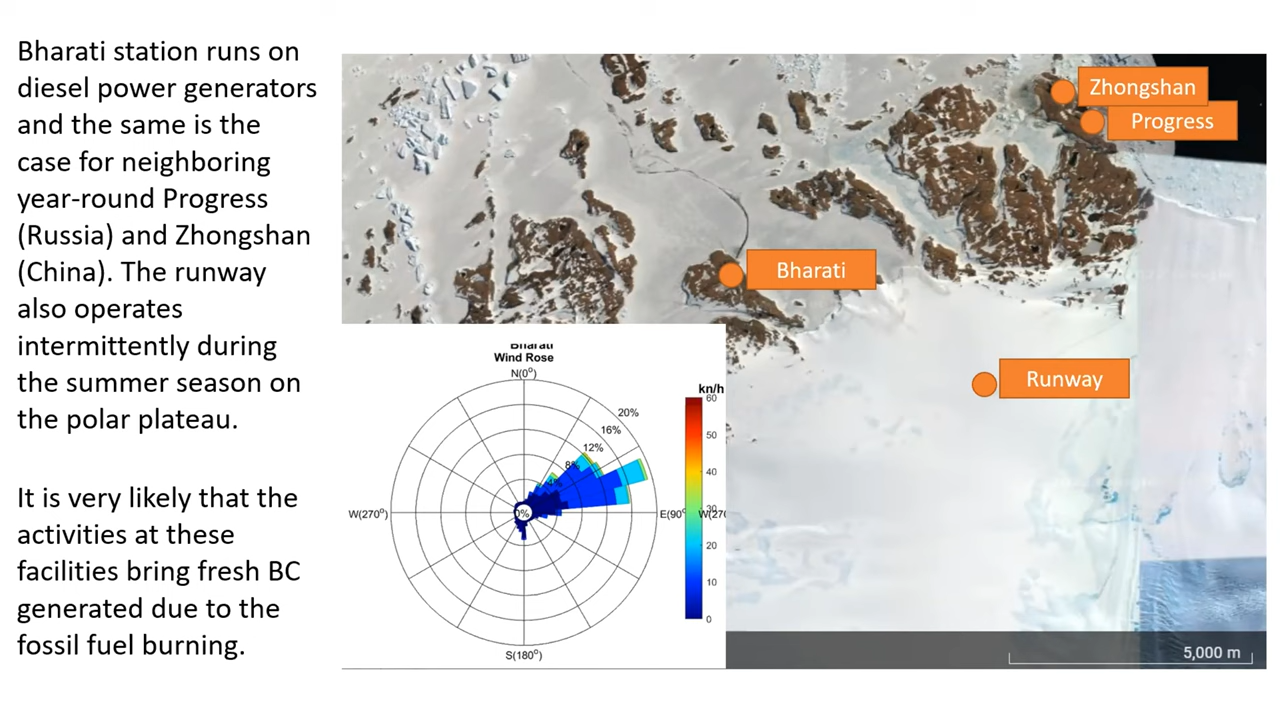 Bharati station runs on
diesel power generators
and the same is the
case for neighboring
year-round Progress
(Russia) and Zhongshan
(China). The runway
also operates
intermittently during
the summer season on
the polar plateau.
It is very likely that the
activities at these
facilities bring fresh BC
generated due to the
fossil fuel burning.
Zhongshan
Progress
Bharati
Runway
Bharati
Wind Rose
N(0°)
20%
16%
12%
8%
0%
W(270°)
E(90°
S(180°)
kn/h
60
50
40
30
20
10
0
W(270
5,000 m